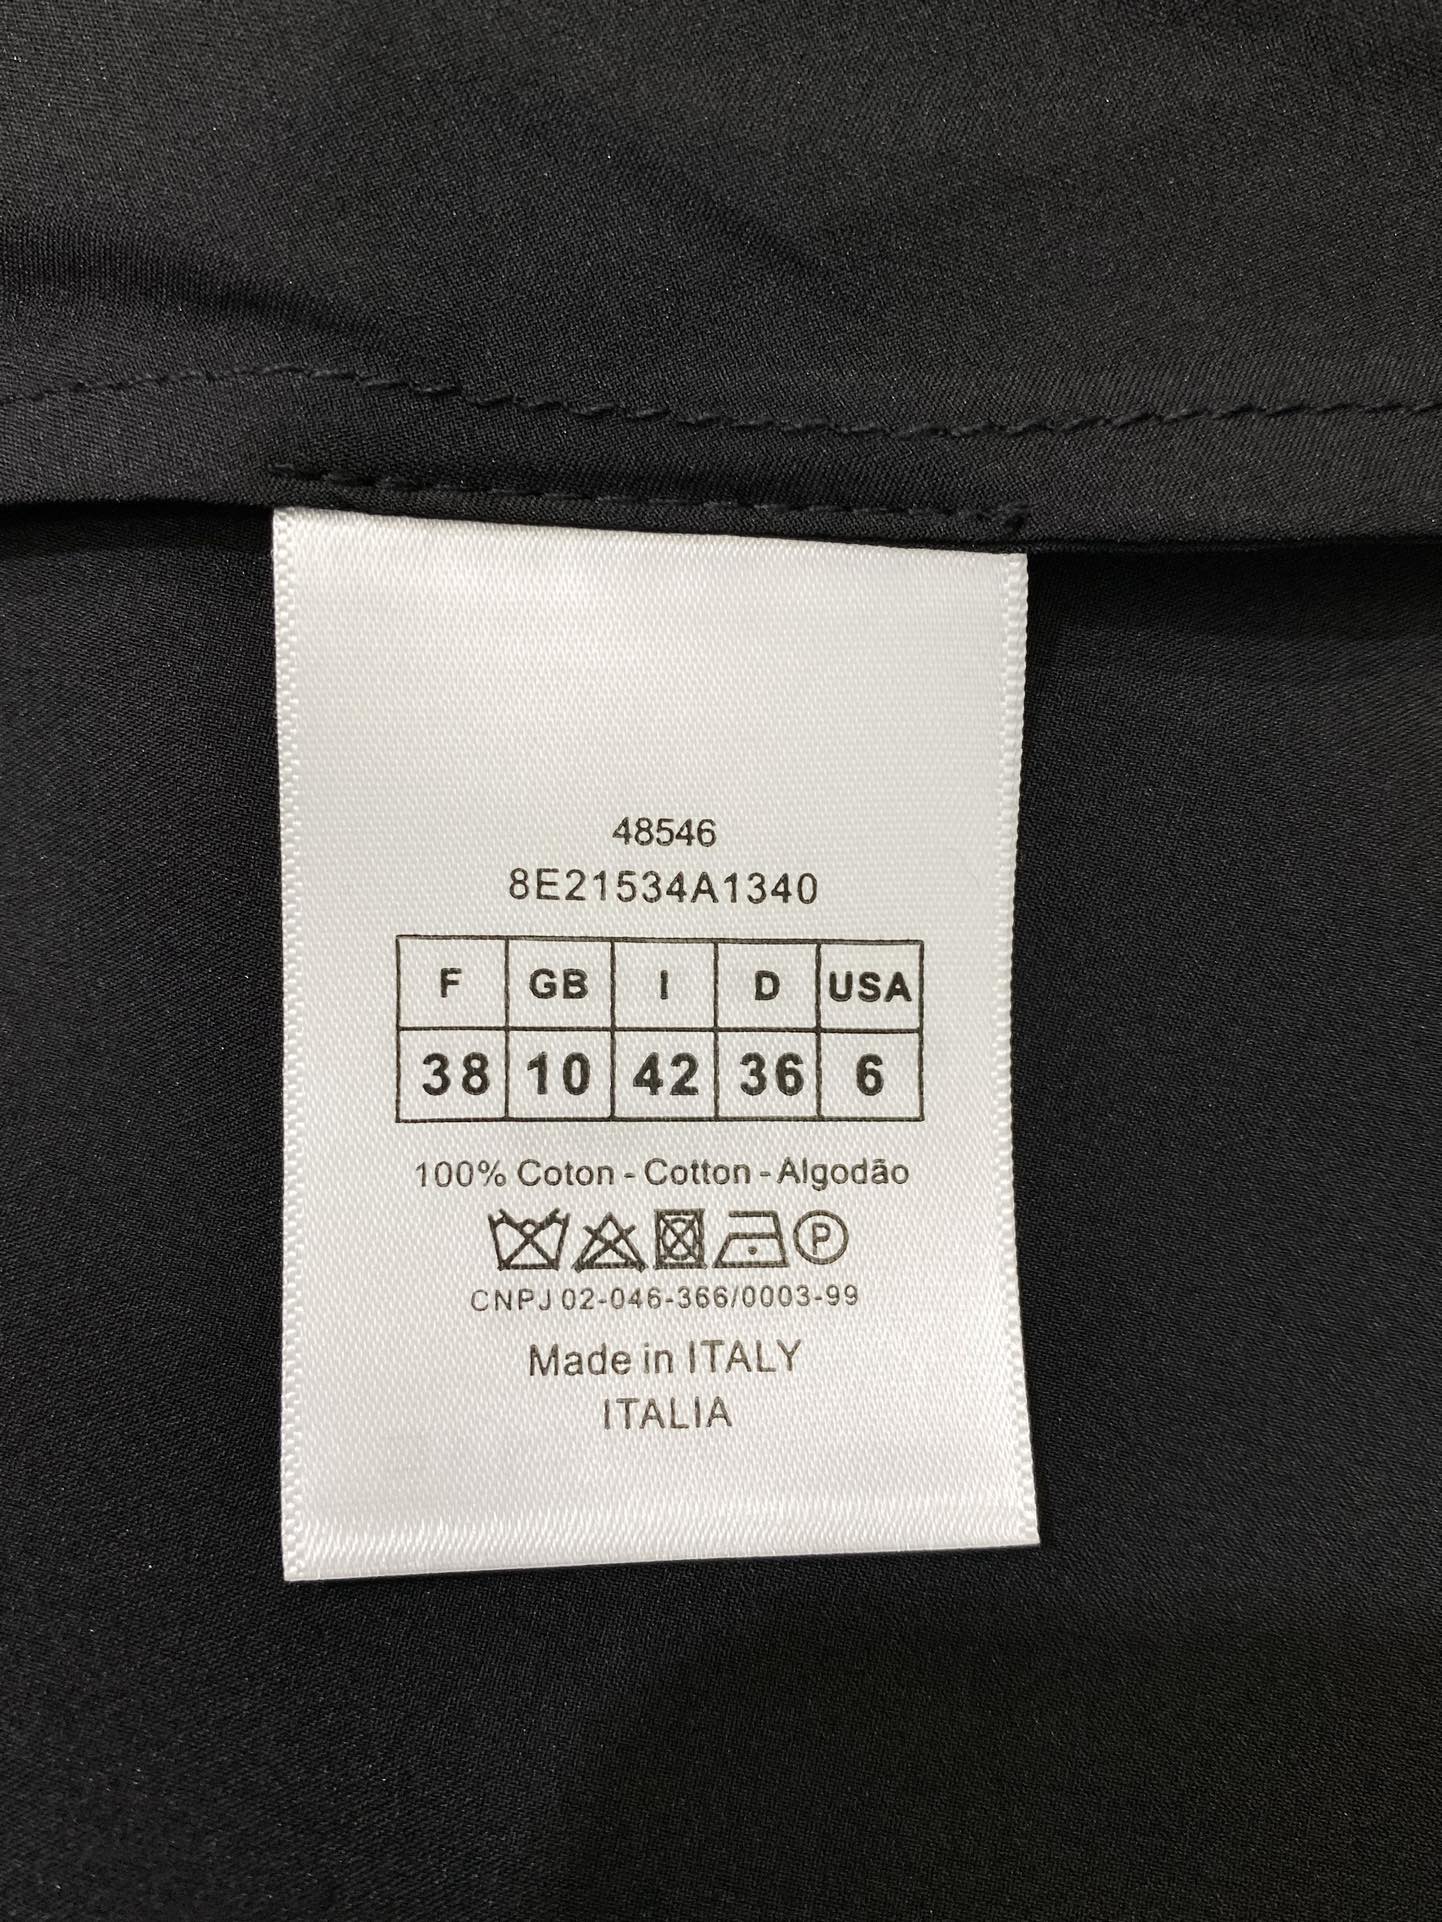 48546
8E21534A1340
F GB I D USA
38 10 42 36 6
100% Coton - Cotton - Algodão
P
CNPJ 02-046-366/0003-99
Made in ITALY
ITALIA